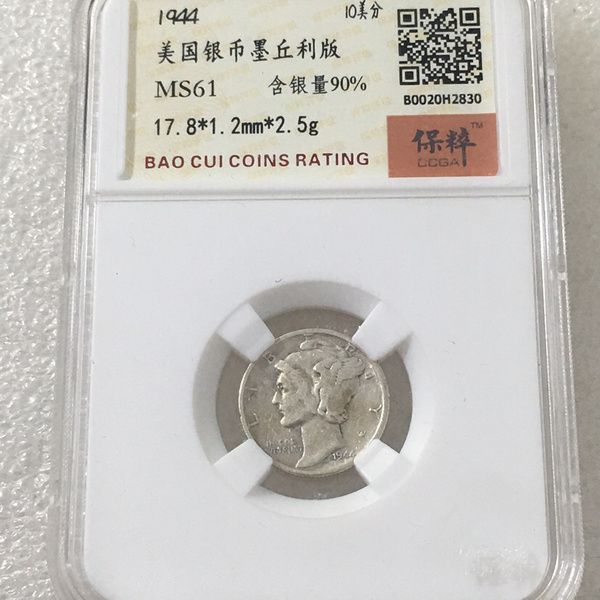 1944 10美分
美国银币墨丘利版
MS61 含银量90%
B0020H2830
17.8*1.2mm*2.5g
保粹™
CCGA
BAO CUI COINS RATING
LIBERTY
IN GOD
WE TRUST
1944